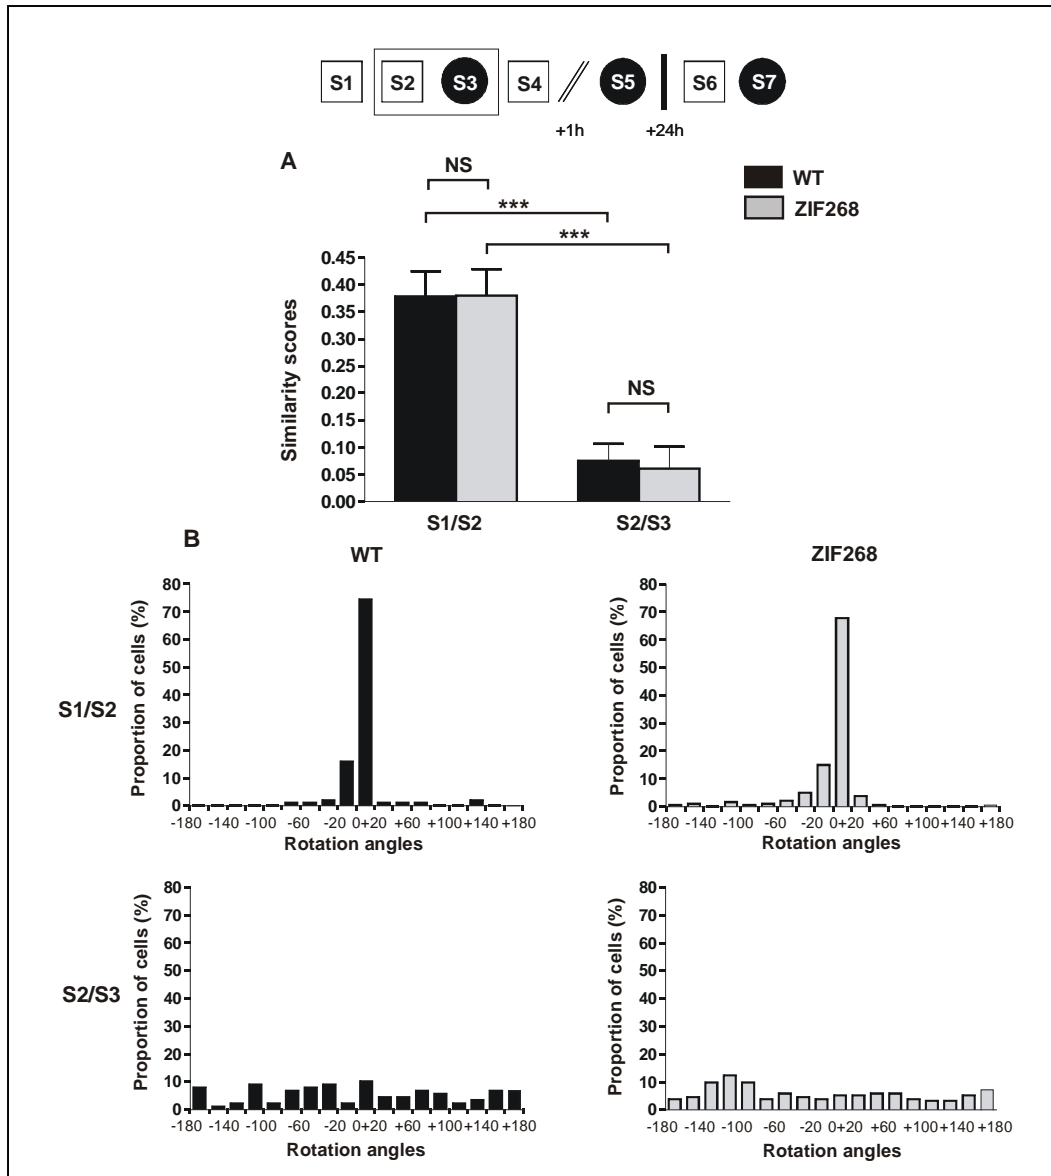 S1 S2 S3 S4 S5 S6 S7
+1h +24h
A
NS
WT
ZIF268
***
***
0.45
0.40
0.35
0.30
0.25
0.20
0.15
0.10
0.05
0.00
Similarity scores
NS
S1/S2 S2/S3
B
WT ZIF268
S1/S2
Proportion of cells (%)
80
70
60
50
40
30
20
10
0
-180 -140 -100 -60 -20 0+20 +60 +100 +140 +180
Rotation angles
Proportion of cells (%)
80
70
60
50
40
30
20
10
0
-180 -140 -100 -60 -20 0+20 +60 +100 +140 +180
Rotation angles
S2/S3
Proportion of cells (%)
80
70
60
50
40
30
20
10
0
-180 -140 -100 -60 -20 0+20 +60 +100 +140 +180
Rotation angles
Proportion of cells (%)
80
70
60
50
40
30
20
10
0
-180 -140 -100 -60 -20 0+20 +60 +100 +140 +180
Rotation angles